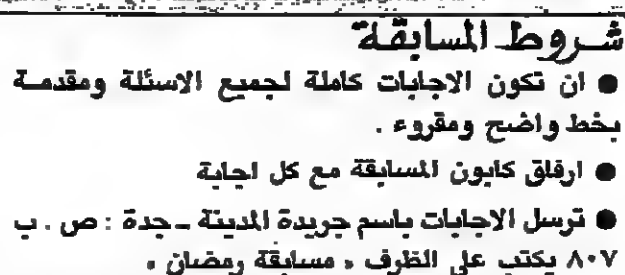 شروط المسابقة
● ان تكون الاجابات كاملة لجميع الاسئلة ومقدمة
بخط واضح ومقروء .
● ارفاق كابون المسابقة مع كل اجابة
● ترسل الاجابات باسم جريدة المدينة ـ جدة : ص . ب
٨٠٧ يكتب على الظرف « مسابقة رمضان »